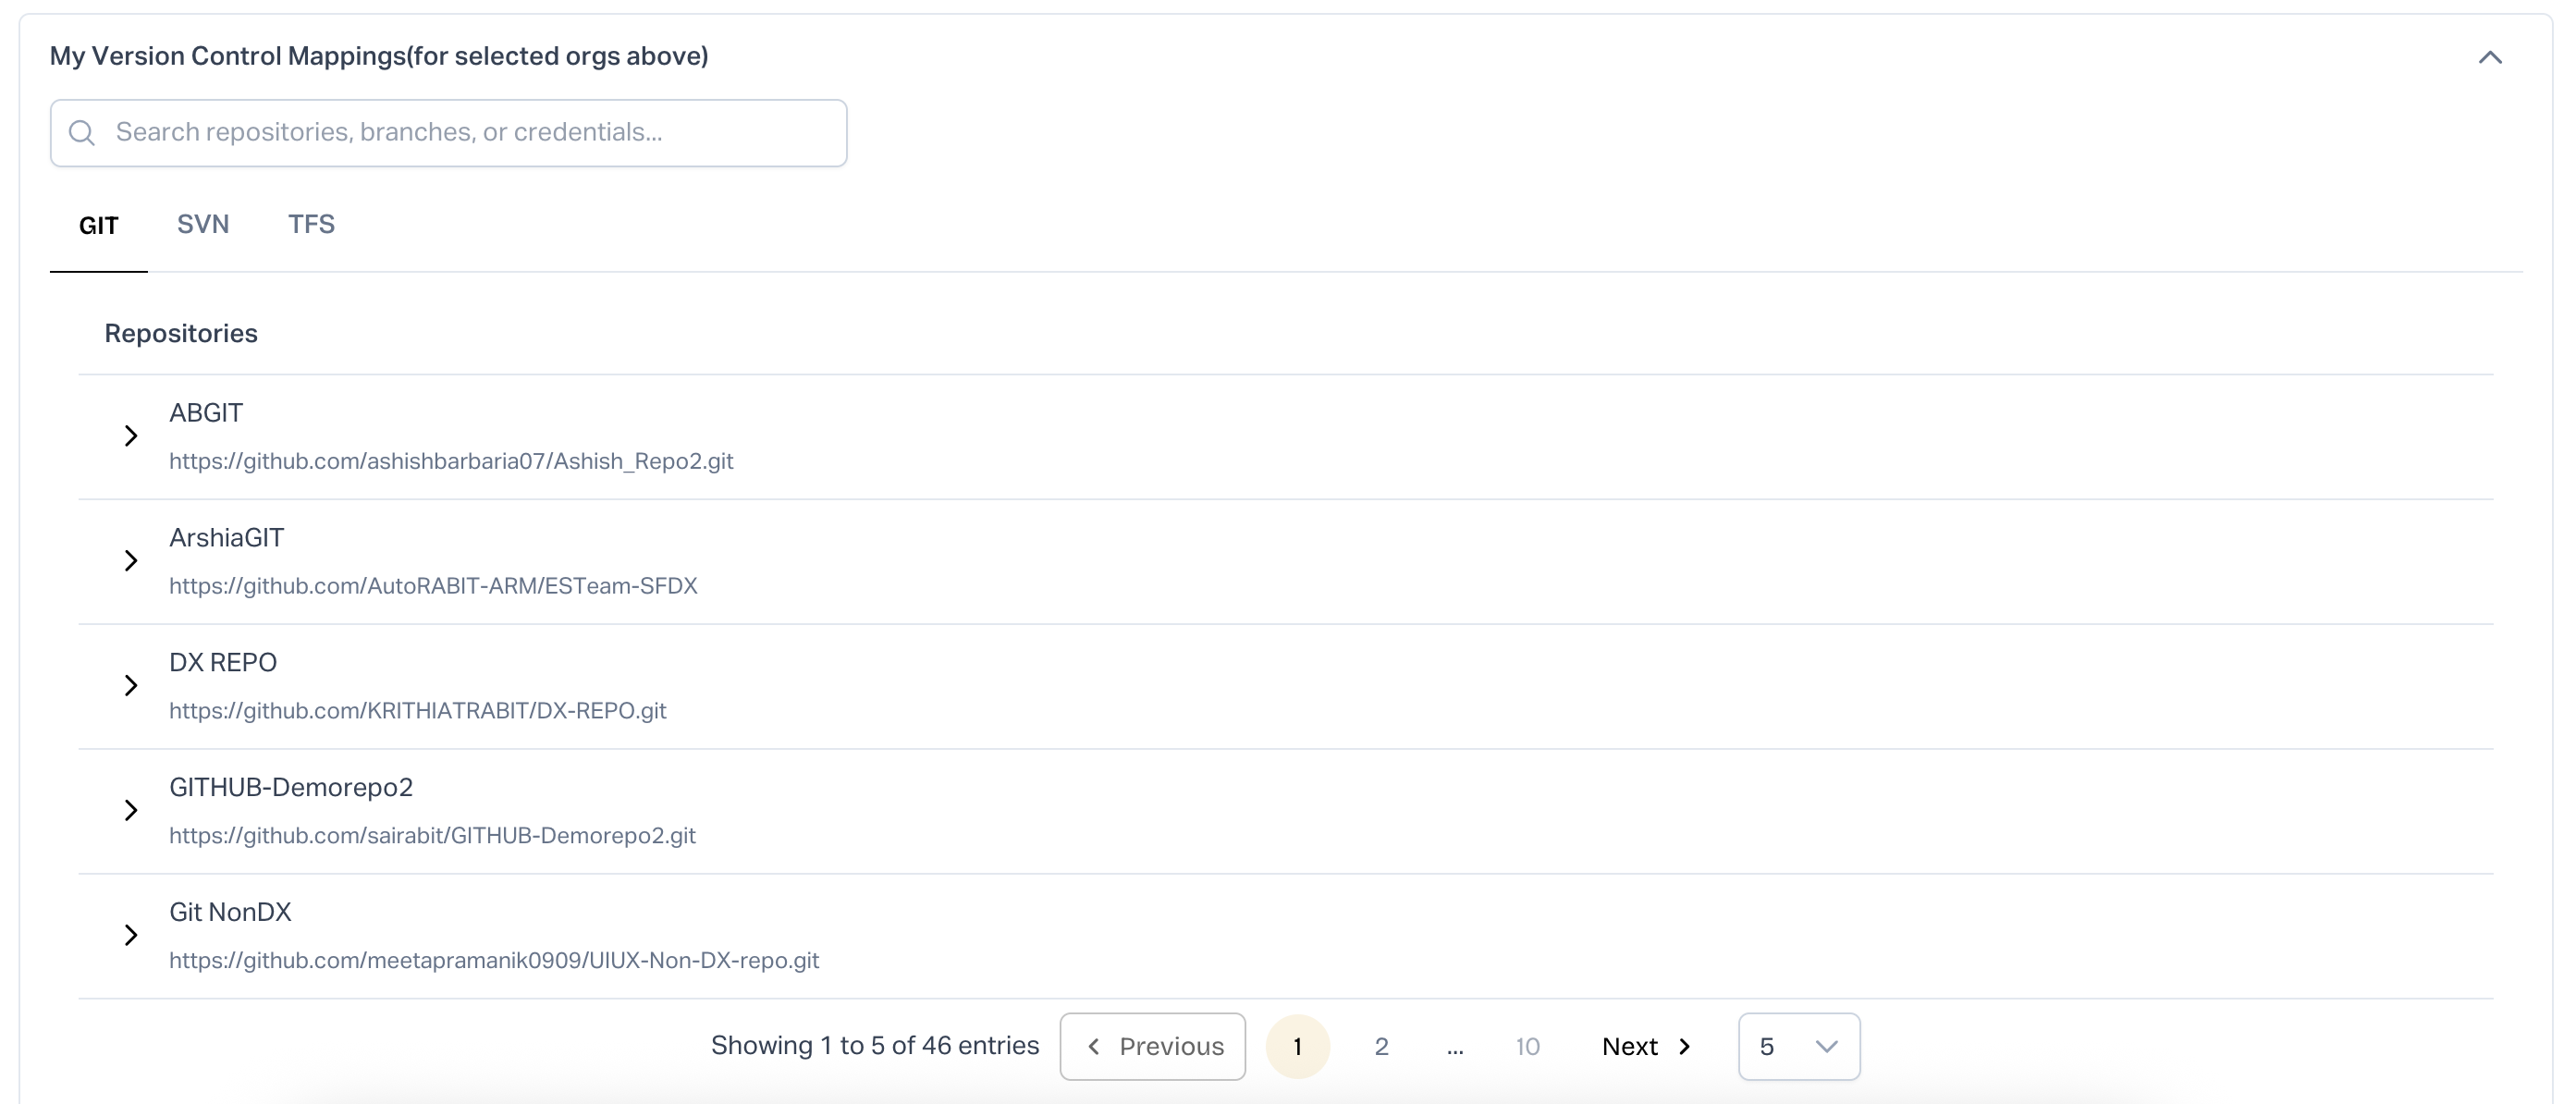 My Version Control Mappings(for selected orgs above)
Search repositories, branches, or credentials...
GIT SVN TFS
Repositories
ABGIT
https://github.com/ashishbarbaria07/Ashish_Repo2.git
ArshiaGIT
https://github.com/AutoRABIT-ARM/ESTeam-SFDX
DX REPO
https://github.com/KRITHIATRABIT/DX-REPO.git
GITHUB-Demorepo2
https://github.com/sairabit/GITHUB-Demorepo2.git
Git NonDX
https://github.com/meetapramanik0909/UIUX-Non-DX-repo.git
Showing 1 to 5 of 46 entries Previous 1 2 ... 10 Next 5